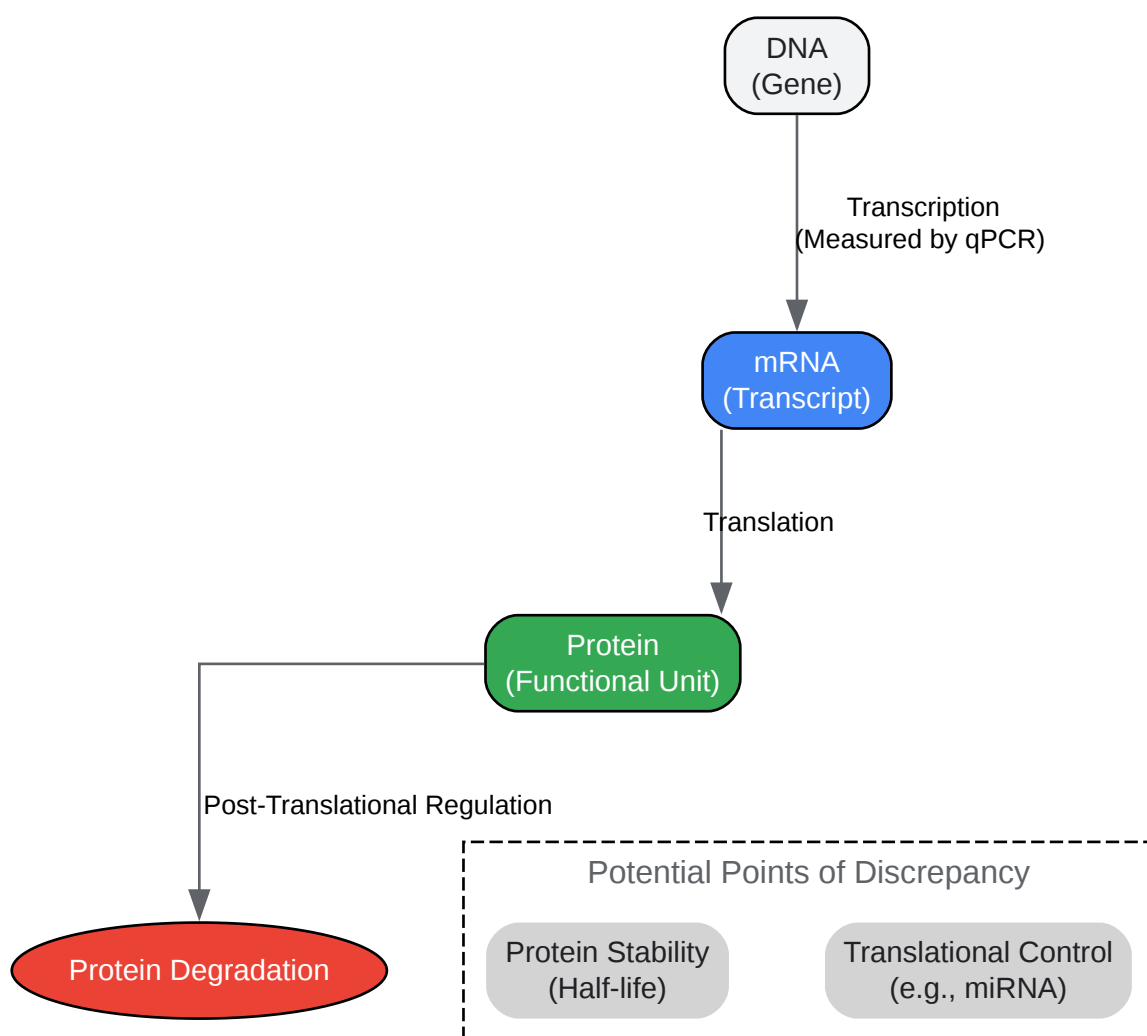 DNA
(Gene)
Transcription
(Measured by qPCR)
mRNA
(Transcript)
Translation
Protein
(Functional Unit)
Post-Translational Regulation
Potential Points of Discrepancy
Protein Degradation
Protein Stability
(Half-life)
Translational Control
(e.g., miRNA)